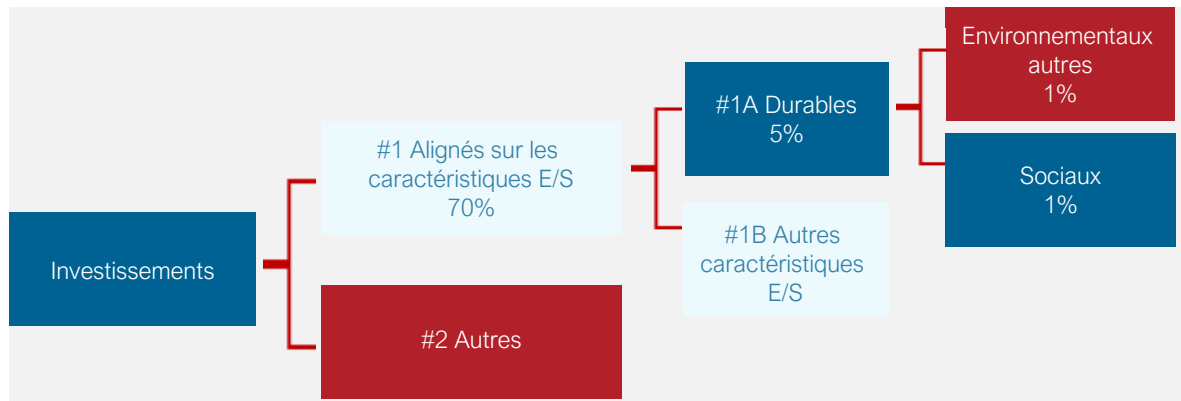 Investissements
#1 Alignés sur les
caractéristiques E/S
70%
#2 Autres
#1A Durables
5%
#1B Autres
caractéristiques
E/S
Environnementaux
autres
1%
Sociaux
1%